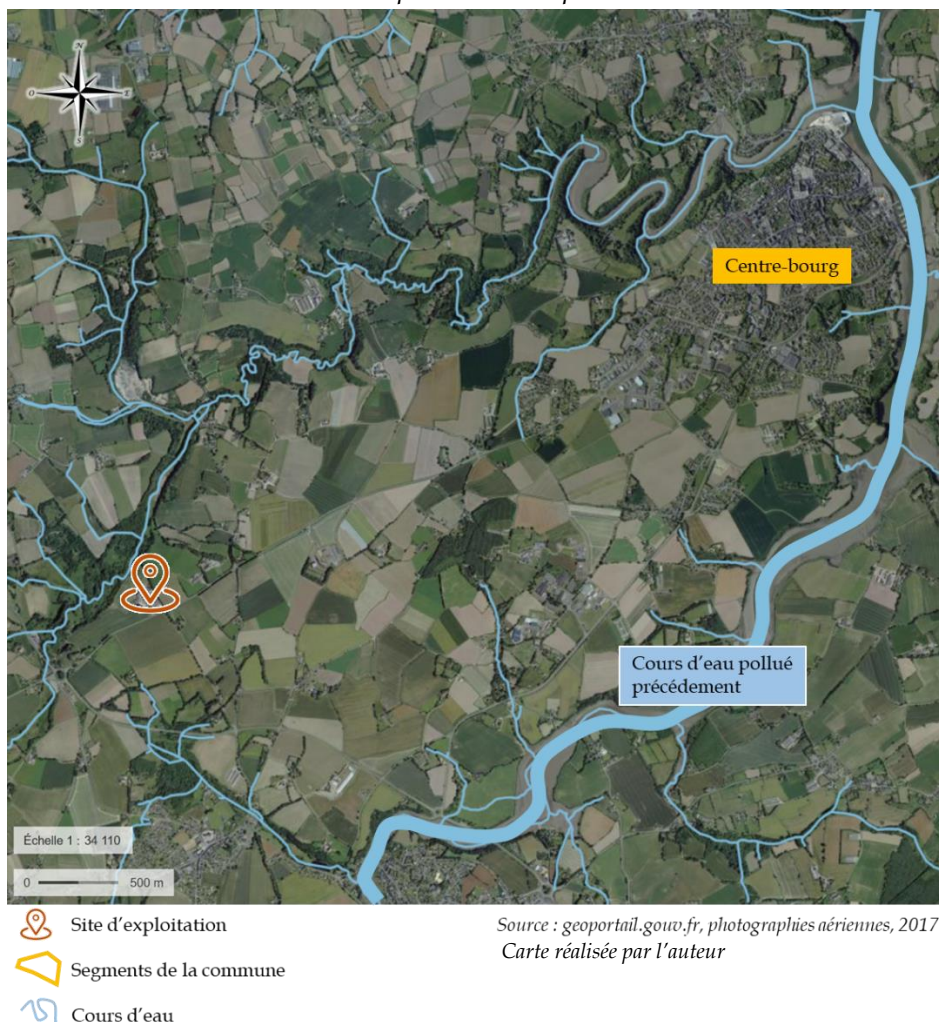 N
O
E
S
Centre-bourg
Cours d'eau pollué
précédement
Échelle 1 : 34 110
0
500 m
Site d'exploitation
Source : geoportail.gouv.fr, photographies aériennes, 2017
Carte réalisée par l'auteur
Segments de la commune
Cours d'eau